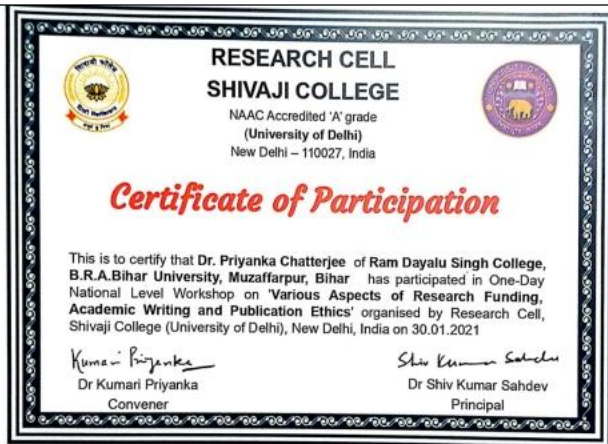 RESEARCH CELL
SHIVAJI COLLEGE
NAAC Accredited 'A' grade
(University of Delhi)
New Delhi – 110027, India
Certificate of Participation
This is to certify that Dr. Priyanka Chatterjee of Ram Dayalu Singh College,
B.R.A.Bihar University, Muzaffarpur, Bihar has participated in One-Day
National Level Workshop on 'Various Aspects of Research Funding,
Academic Writing and Publication Ethics' organised by Research Cell,
Shivaji College (University of Delhi), New Delhi, India on 30.01.2021
Kumari Priyanka
Shiv Kumar Sahdev
Dr Kumari Priyanka
Dr Shiv Kumar Sahdev
Convener
Principal